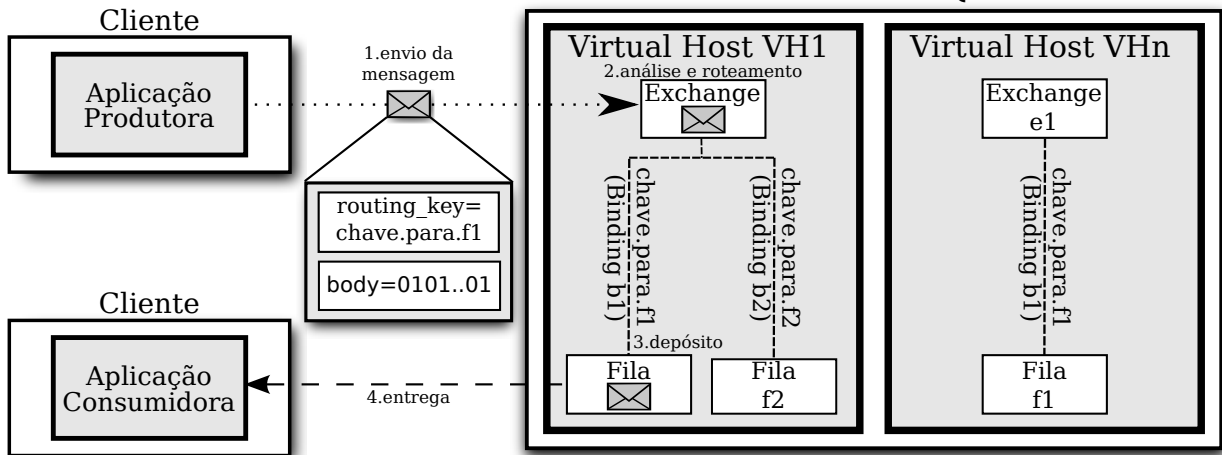 Cliente
Aplicação
Produtora
1.envio da
mensagem
routing_key=
chave.para.f1
body=0101..01
Cliente
Aplicação
Consumidora
4.entrega
Virtual Host VH1
2.análise e roteamento
Exchange
chave.para.f1
(Binding b1)
chave.para.f2
(Binding b2)
3.depósito
Fila
Fila
f2
Virtual Host VHn
Exchange
e1
chave.para.f1
(Binding b1)
Fila
f1